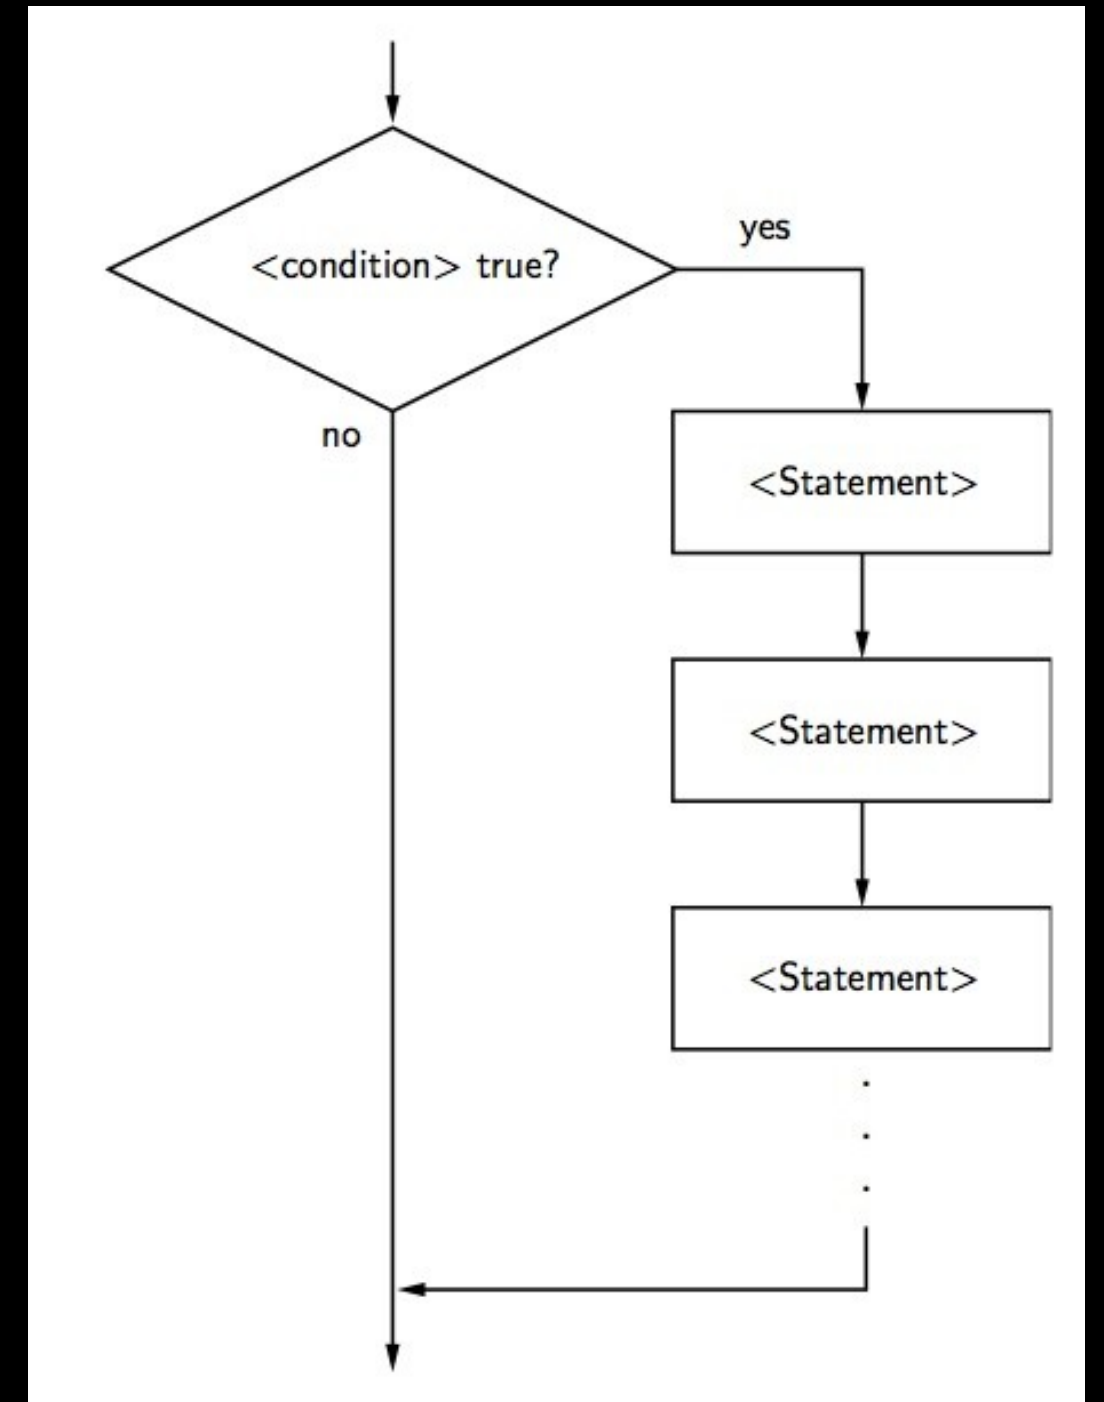 yes
<condition> true?
no
<Statement>
<Statement>
<Statement>